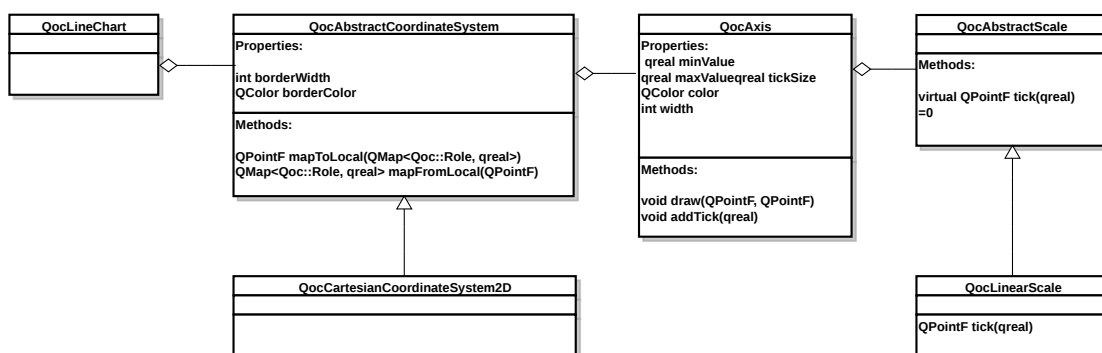 QocLineChart
QocAbstractCoordinateSystem
Properties:
int borderWidth
QColor borderColor
Methods:
QPointF mapToLocal(QMap<Qoc::Role, qreal>)
QMap<Qoc::Role, qreal> mapFromLocal(QPointF)
QocAxis
Properties:
qreal minValue
qreal maxValueqreal tickSize
QColor color
int width
Methods:
void draw(QPointF, QPointF)
void addTick(qreal)
QocAbstractScale
Methods:
virtual QPointF tick(qreal)
=0
QocCartesianCoordinateSystem2D
QocLinearScale
QPointF tick(qreal)